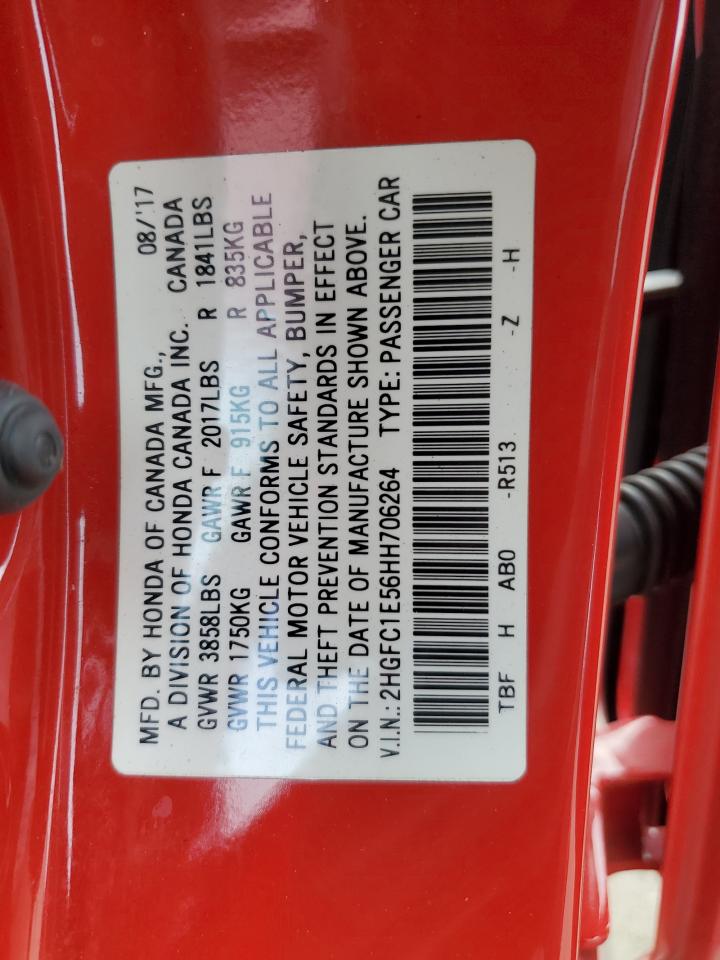 MFD. BY HONDA OF CANADA MFG., 08/'17
A DIVISION OF HONDA CANADA INC. CANADA
GVWR 3858LBS GAWR F 2017LBS R 1841LBS
GVWR 1750KG GAWR F 915KG R 835KG
THIS VEHICLE CONFORMS TO ALL APPLICABLE
FEDERAL MOTOR VEHICLE SAFETY, BUMPER,
AND THEFT PREVENTION STANDARDS IN EFFECT
ON THE DATE OF MANUFACTURE SHOWN ABOVE.
V.I.N.: 2HGFC1E56HH706264 TYPE: PASSENGER CAR
TBF H AB0 -R513 -Z -H